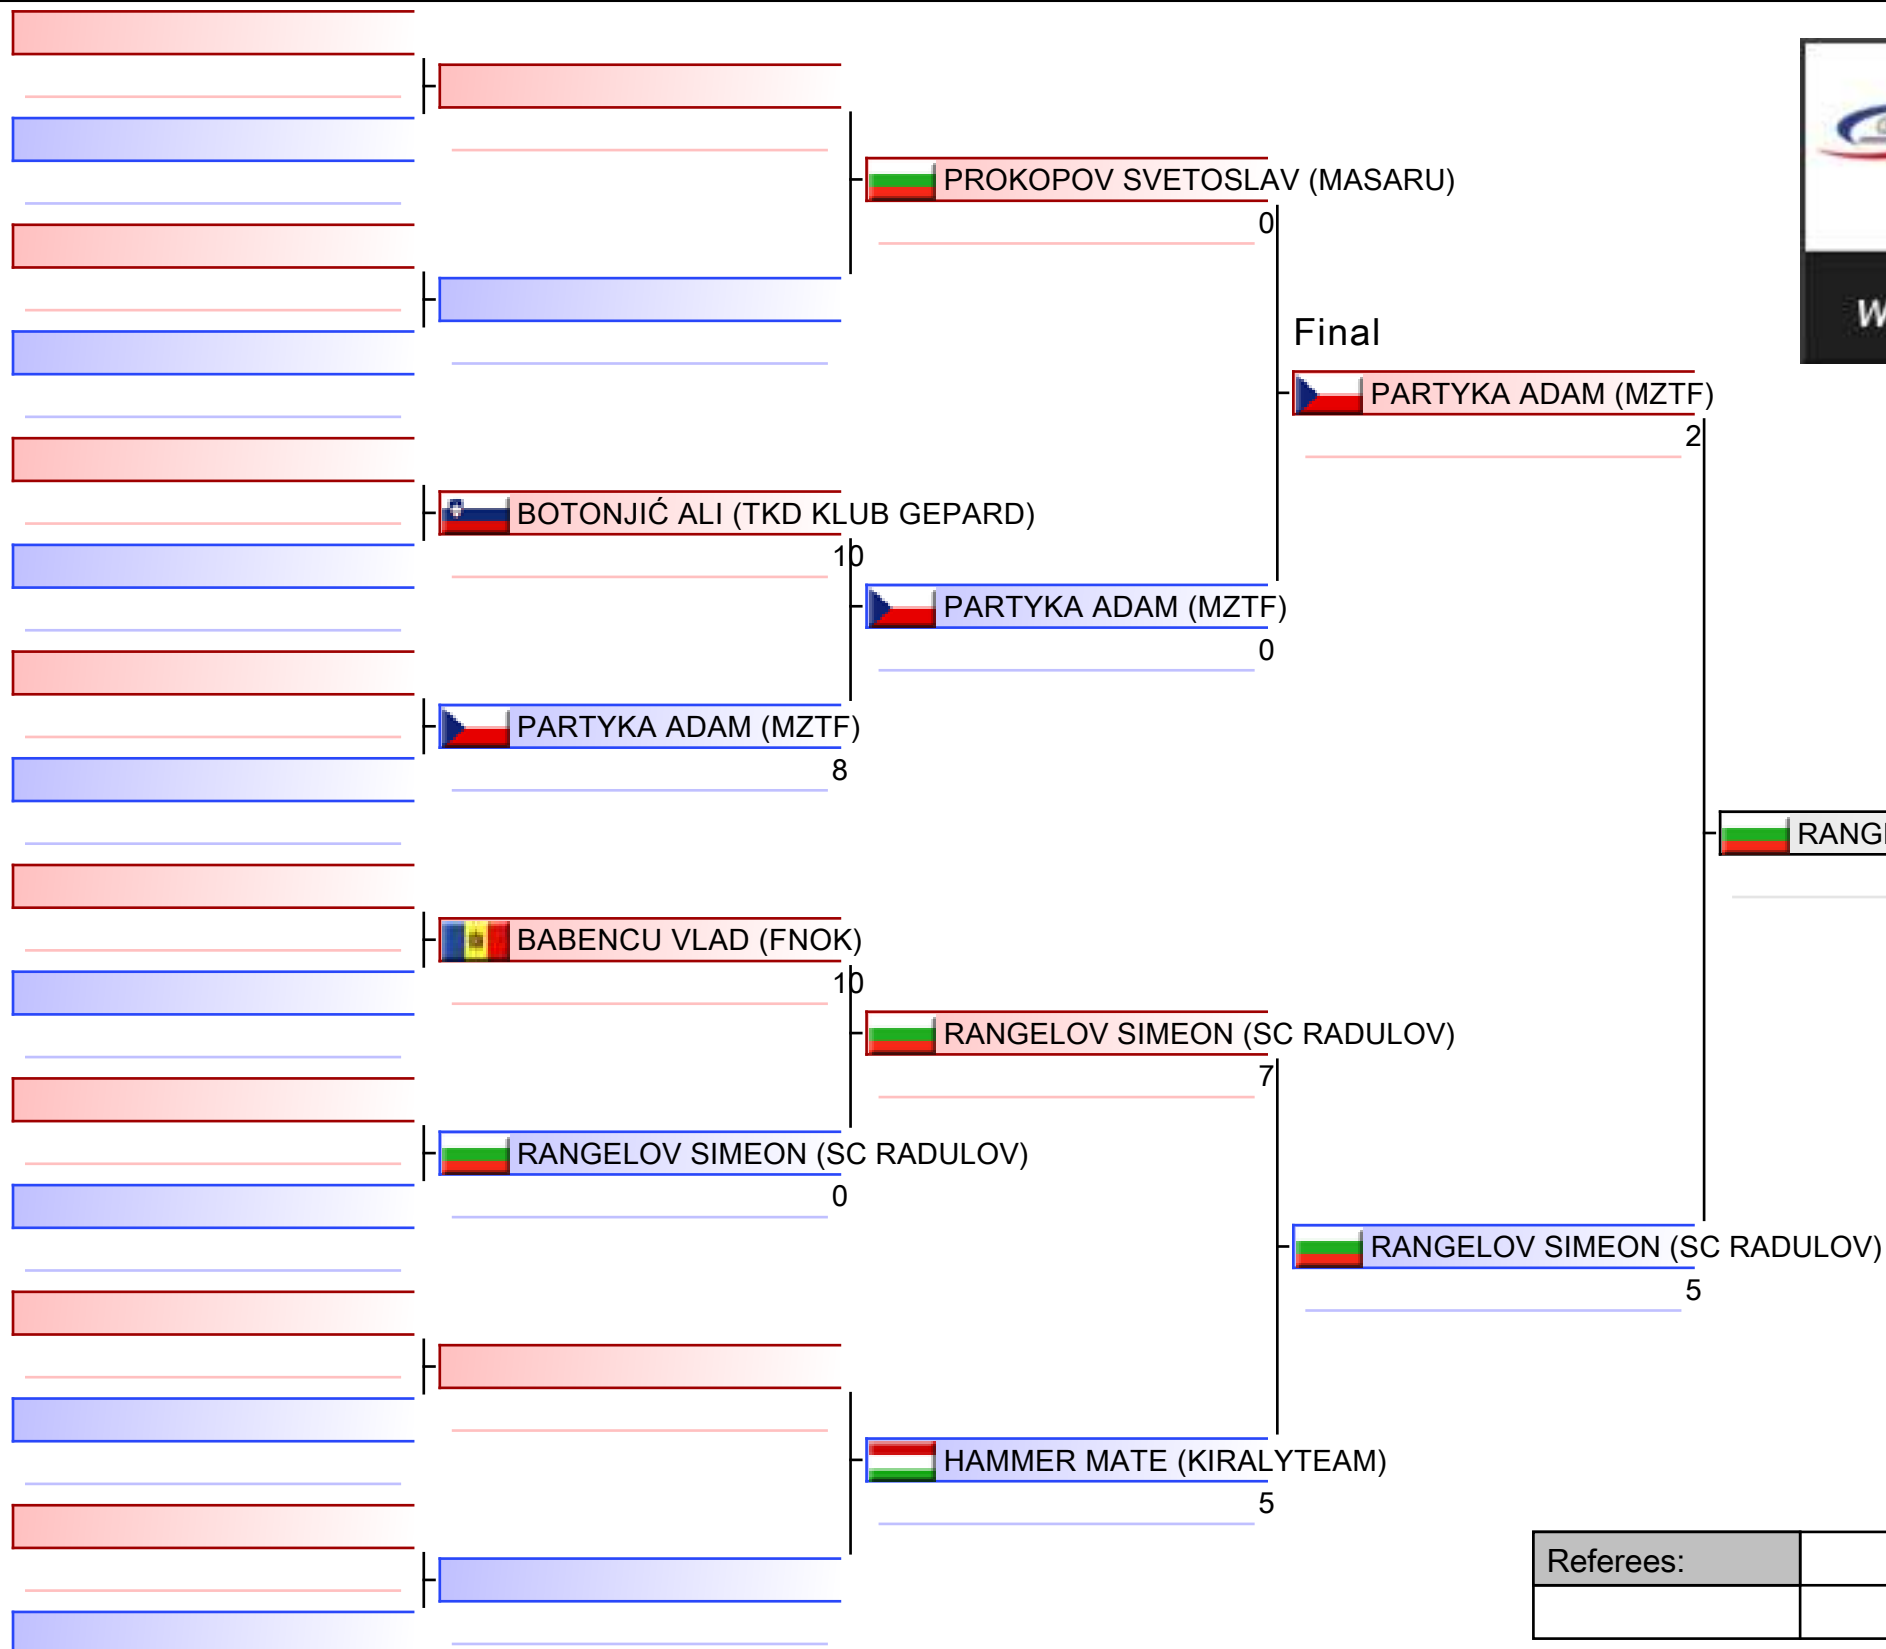 PROKOPOV SVETOSLAV (MASARU)
0
Final
PARTYKA ADAM (MZTF)
2
BOTONJIĆ ALI (TKD KLUB GEPARD)
10
PARTYKA ADAM (MZTF)
0
PARTYKA ADAM (MZTF)
8
RANG
BABENCU VLAD (FNOK)
10
RANGELOV SIMEON (SC RADULOV)
7
RANGELOV SIMEON (SC RADULOV)
0
RANGELOV SIMEON (SC RADULOV)
5
HAMMER MATE (KIRALYTEAM)
5
Referees: